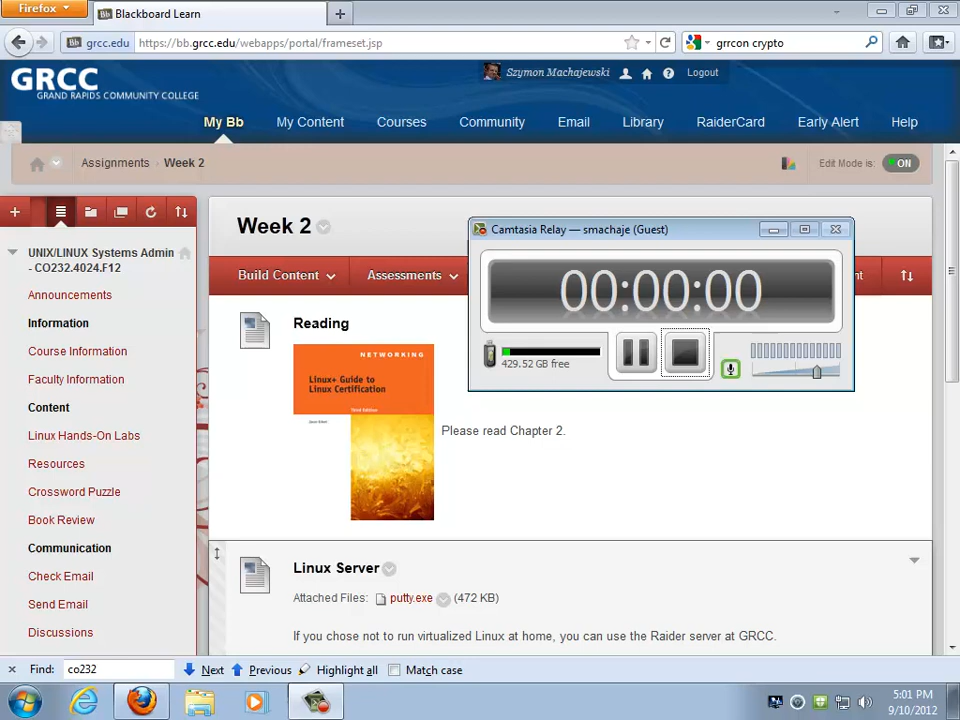 Firefox
Blackboard Learn
grcc.edu
https://bb.grcc.edu/webapps/portal/frameset.jsp
grrcon crypto
GRCC
GRAND RAPIDS COMMUNITY COLLEGE
Szymon Machajewski
Logout
My Bb
My Content
Courses
Community
Email
Library
RaiderCard
Early Alert
Help
Assignments
Week 2
Edit Mode is:
ON
UNIX/LINUX Systems Admin
- CO232.4024.F12
Announcements
Information
Course Information
Faculty Information
Content
Linux Hands-On Labs
Resources
Crossword Puzzle
Book Review
Communication
Check Email
Send Email
Discussions
Week 2
Build Content
Assessments
Camtasia Relay — smachaje (Guest)
00:00:00
429.52 GB free
Reading
NETWORKING
Linux+ Guide to
Linux Certification
Third Edition
Please read Chapter 2.
Linux Server
Attached Files: putty.exe (472 KB)
If you chose not to run virtualized Linux at home, you can use the Raider server at GRCC.
Find:
co232
Next
Previous
Highlight all
Match case
5:01 PM
9/10/2012